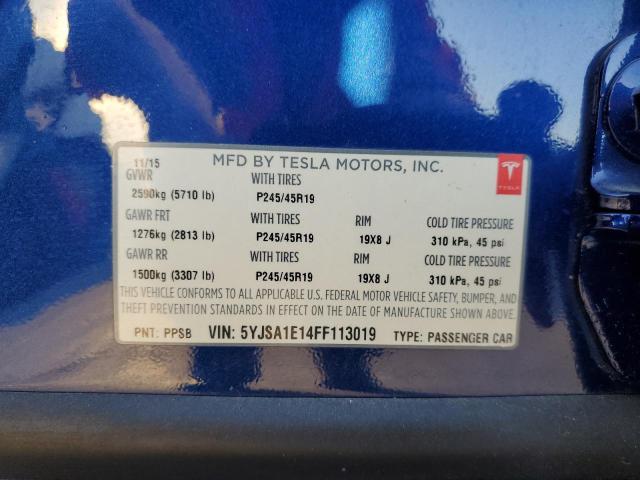 11/15 MFD BY TESLA MOTORS, INC.
GVWR WITH TIRES
2590kg (5710 lb) P245/45R19
GAWR FRT WITH TIRES RIM COLD TIRE PRESSURE
1276kg (2813 lb) P245/45R19 19X8 J 310 kPa, 45 psi
GAWR RR WITH TIRES RIM COLD TIRE PRESSURE
1500kg (3307 lb) P245/45R19 19X8 J 310 kPa, 45 psi
THIS VEHICLE CONFORMS TO ALL APPLICABLE U.S. FEDERAL MOTOR VEHICLE SAFETY, BUMPER, AND
THEFT PREVENTION STANDARDS IN EFFECT ON THE DATE OF MANUFACTURE SHOWN ABOVE.
PNT: PPSB VIN: 5YJSA1E14FF113019 TYPE: PASSENGER CAR
TESLA